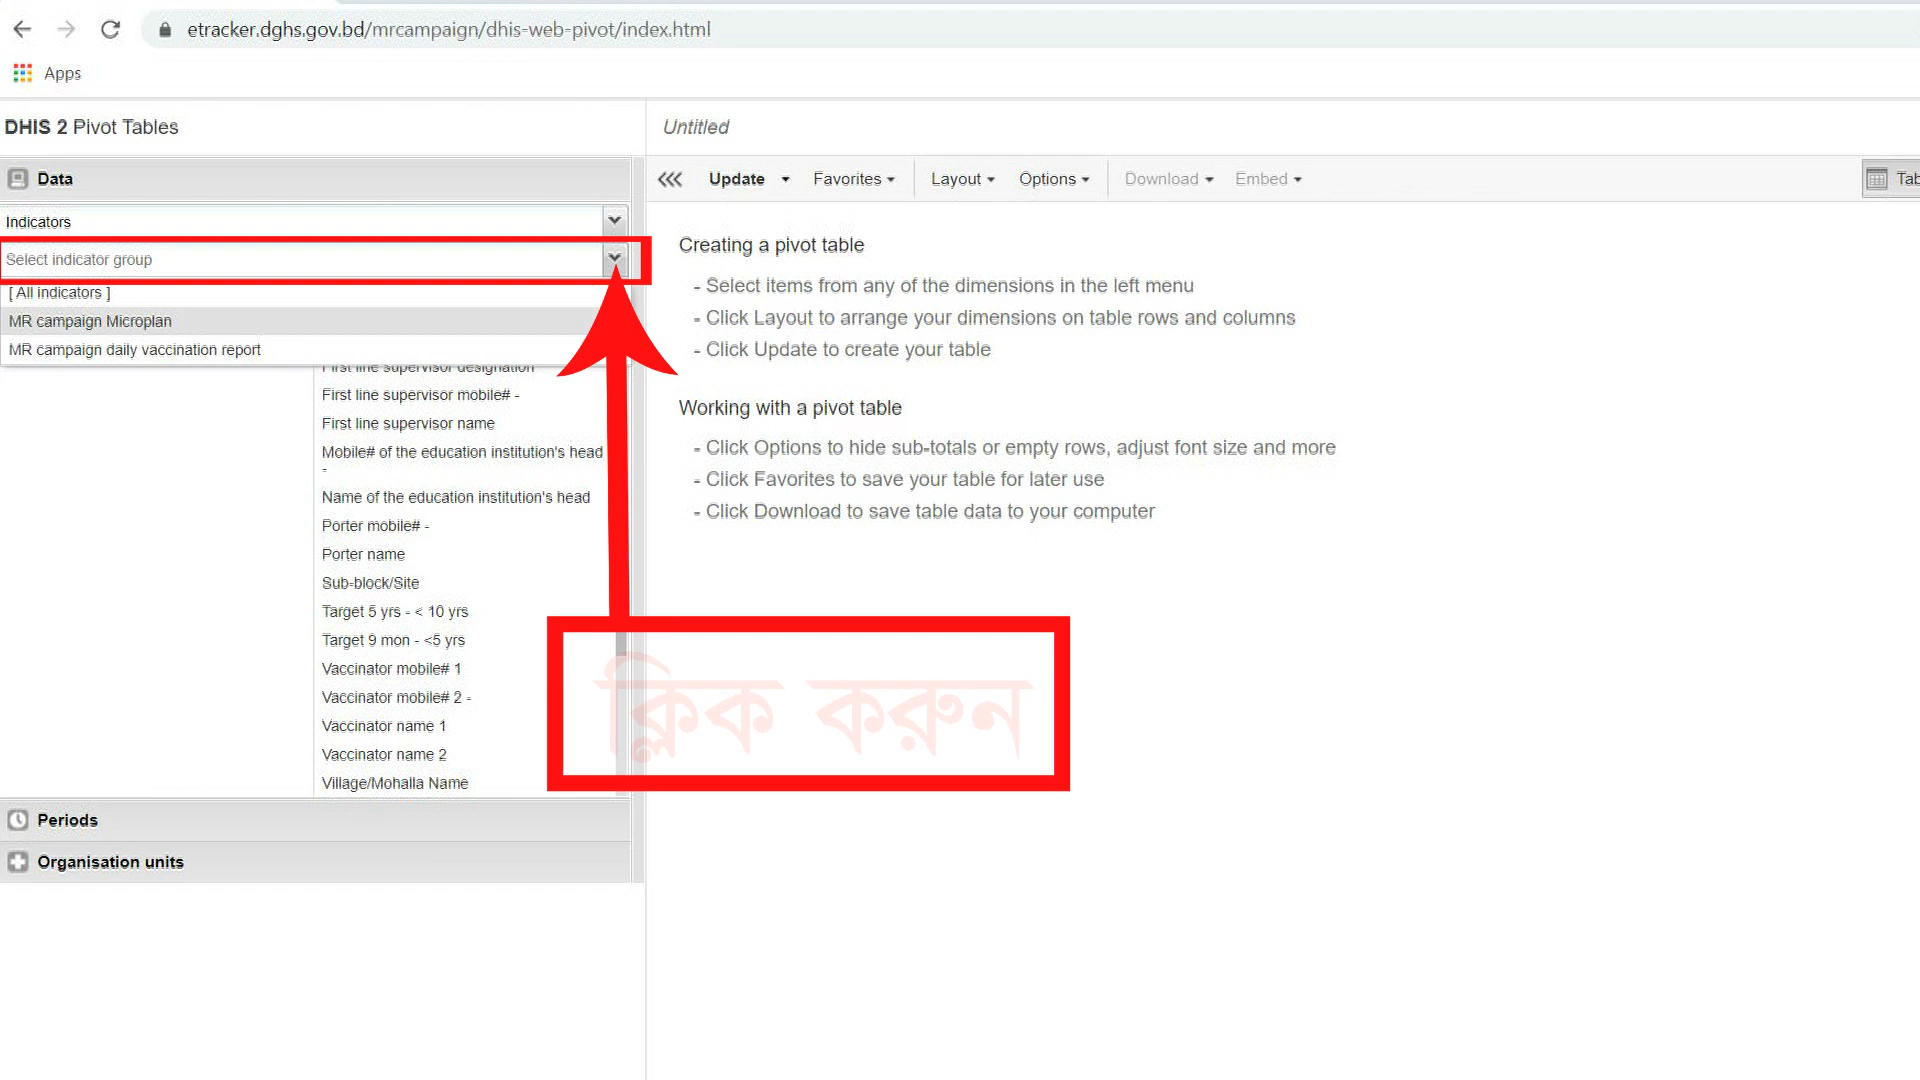 etracker.dghs.gov.bd/mrcampaign/dhis-web-pivot/index.html
Apps
DHIS 2 Pivot Tables
Untitled
Data
Update
Favorites
Layout
Options
Download
Embed
Tab
Indicators
Select indicator group
[ All indicators ]
MR campaign Microplan
MR campaign daily vaccination report
First line supervisor designation
First line supervisor mobile# -
First line supervisor name
Mobile# of the education institution's head
-
Name of the education institution's head
Porter mobile# -
Porter name
Sub-block/Site
Target 5 yrs - < 10 yrs
Target 9 mon - <5 yrs
Vaccinator mobile# 1
Vaccinator mobile# 2 -
Vaccinator name 1
Vaccinator name 2
Village/Mohalla Name
Periods
Organisation units
Creating a pivot table
- Select items from any of the dimensions in the left menu
- Click Layout to arrange your dimensions on table rows and columns
- Click Update to create your table
Working with a pivot table
- Click Options to hide sub-totals or empty rows, adjust font size and more
- Click Favorites to save your table for later use
- Click Download to save table data to your computer
ক্লিক করুন